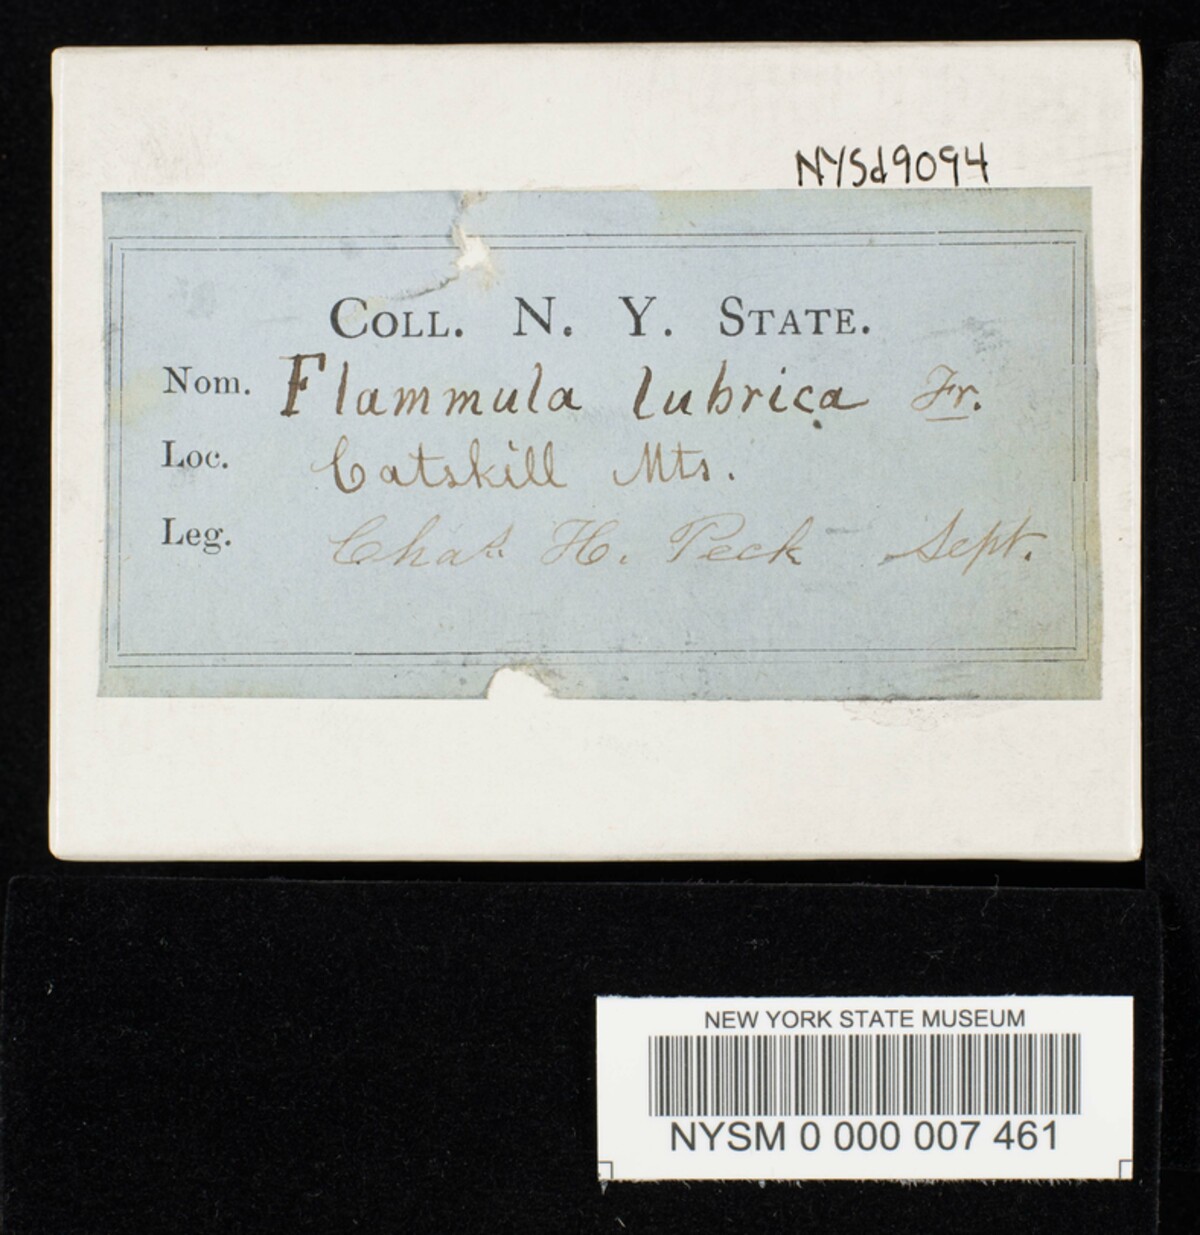 NYSd9094
COLL. N. Y. STATE.
Nom. Flammula lubrica Fr.
Loc. Catskill Mts.
Leg. Chas. H. Peck Sept.
NEW YORK STATE MUSEUM
NYSM 0 000 007 461